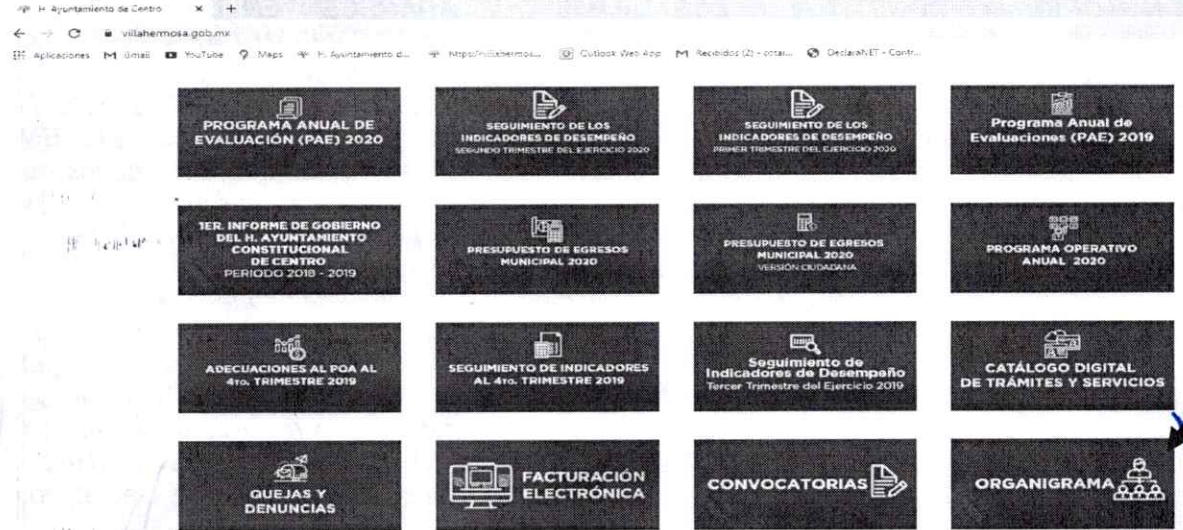 H. Ayuntamiento de Centro
villahermosa.gob.mx
Aplicaciones Gmail YouTube Maps H. Ayuntamiento d... Outlook Web App Recibidos (2) - DeclaraNET - Contr...
PROGRAMA ANUAL DE
EVALUACIÓN (PAE) 2020
SEGUIMIENTO DE LOS
INDICADORES DE DESEMPEÑO
SEGUNDO TRIMESTRE DEL EJERCICIO 2020
SEGUIMIENTO DE LOS
INDICADORES DE DESEMPEÑO
PRIMER TRIMESTRE DEL EJERCICIO 2020
Programa Anual de
Evaluaciones (PAE) 2019
1ER. INFORME DE GOBIERNO
DEL H. AYUNTAMIENTO
CONSTITUCIONAL
DE CENTRO
PERIODO 2018 - 2019
PRESUPUESTO DE EGRESOS
MUNICIPAL 2020
PRESUPUESTO DE EGRESOS
MUNICIPAL 2020
VERSIÓN CIUDADANA
PROGRAMA OPERATIVO
ANUAL 2020
ADECUACIONES AL POA AL
4TO. TRIMESTRE 2019
SEGUIMIENTO DE INDICADORES
AL 4TO. TRIMESTRE 2019
Seguimiento de
Indicadores de Desempeño
Tercer Trimestre del Ejercicio 2019
CATÁLOGO DIGITAL
DE TRÁMITES Y SERVICIOS
QUEJAS Y
DENUNCIAS
FACTURACIÓN
ELECTRÓNICA
CONVOCATORIAS
ORGANIGRAMA